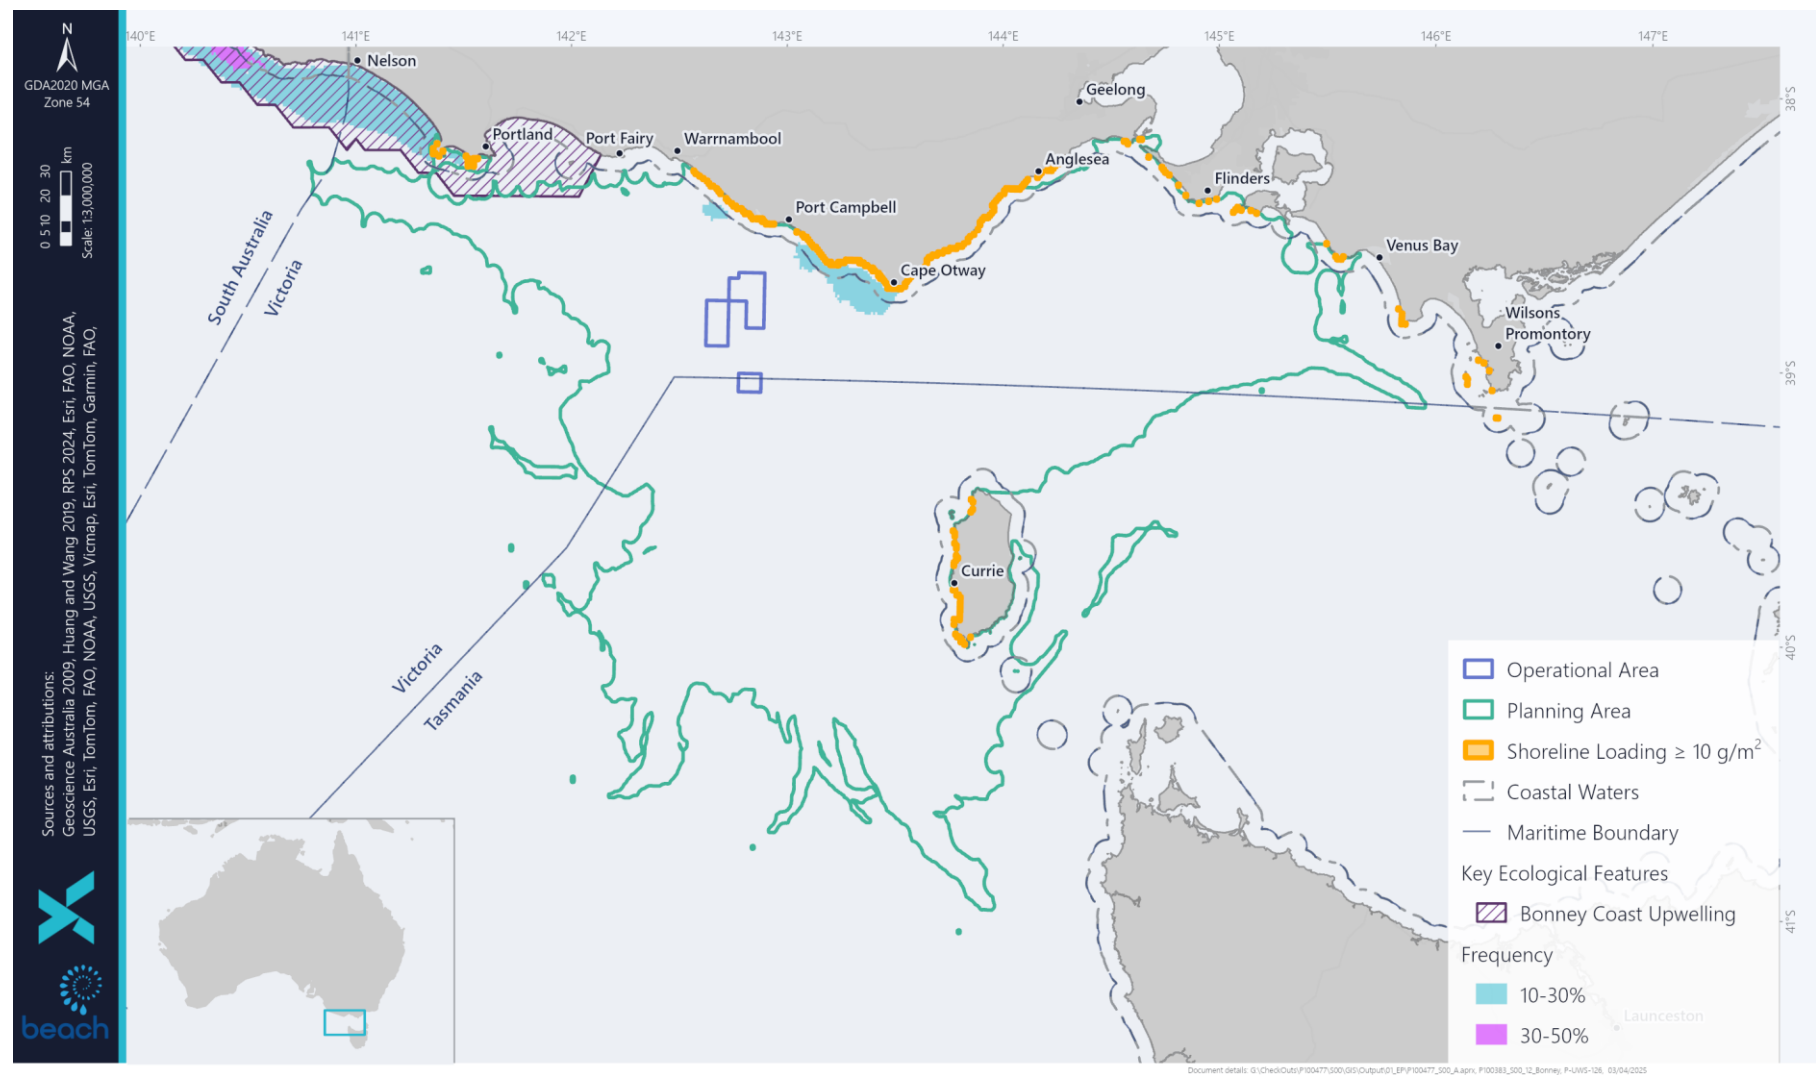 N
GDA2020 MGA
Zone 54
0 5 10 20 30
km
Scale: 1:3,000,000
Sources and attributions:
Geoscience Australia 2009, Huang and Wang 2019, RPS 2024, Esri, FAO, NOAA,
USGS, Esri, TomTom, FAO, NOAA, USGS, Vicmap, Esri, TomTom, Garmin, FAO,
beach
140°E
141°E
142°E
143°E
144°E
145°E
146°E
147°E
38°S
39°S
40°S
41°S
Nelson
Portland
Port Fairy
Warrnambool
Geelong
Anglesea
Flinders
Port Campbell
Cape Otway
Venus Bay
Wilsons
Promontory
South Australia
Victoria
Currie
Victoria
Tasmania
Operational Area
Planning Area
Shoreline Loading ≥ 10 g/m²
Coastal Waters
Maritime Boundary
Key Ecological Features
Bonney Coast Upwelling
Frequency
10-30%
30-50%
Launceston